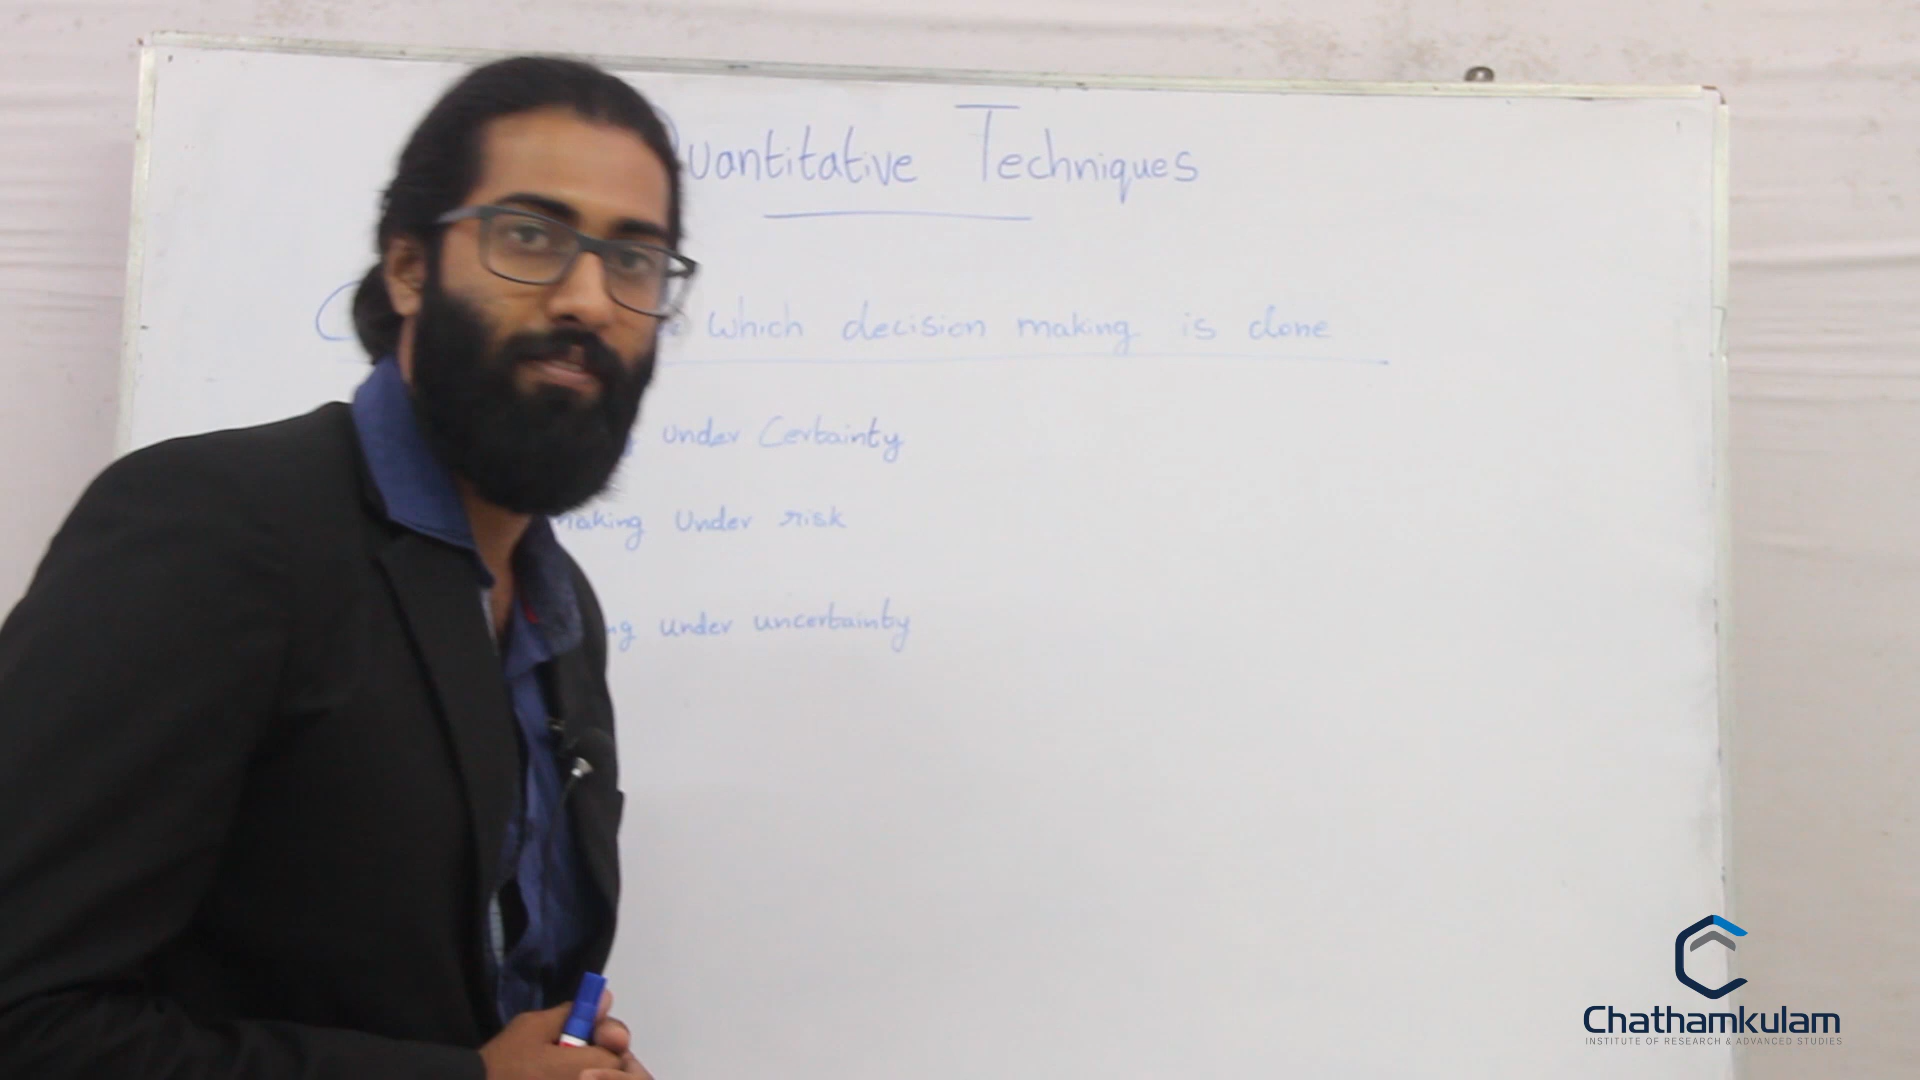 Quantitative Techniques
which decision making is done
under Certainty
making Under risk
under uncertainty
Chathamkulam
INSTITUTE OF RESEARCH & ADVANCED STUDIES